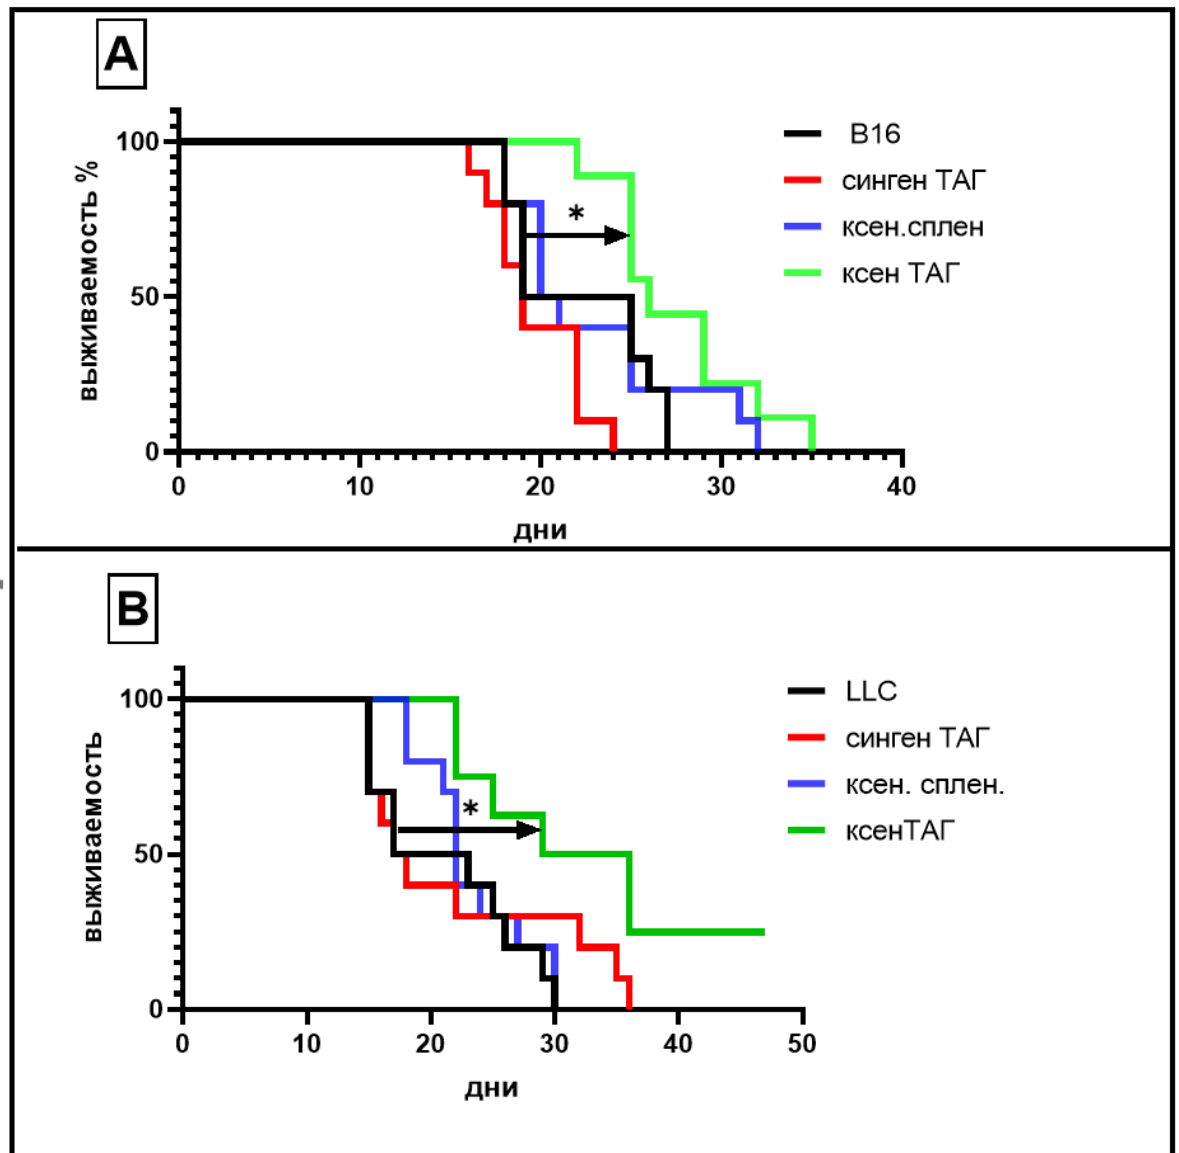 A
выживаемость %
100
50
0
0 10 20 30 40
дни
*
B16
синген ТАГ
ксен.сплен
ксен ТАГ
B
выживаемость
100
50
0
0 10 20 30 40 50
дни
*
LLC
синген ТАГ
ксен. сплен.
ксенТАГ